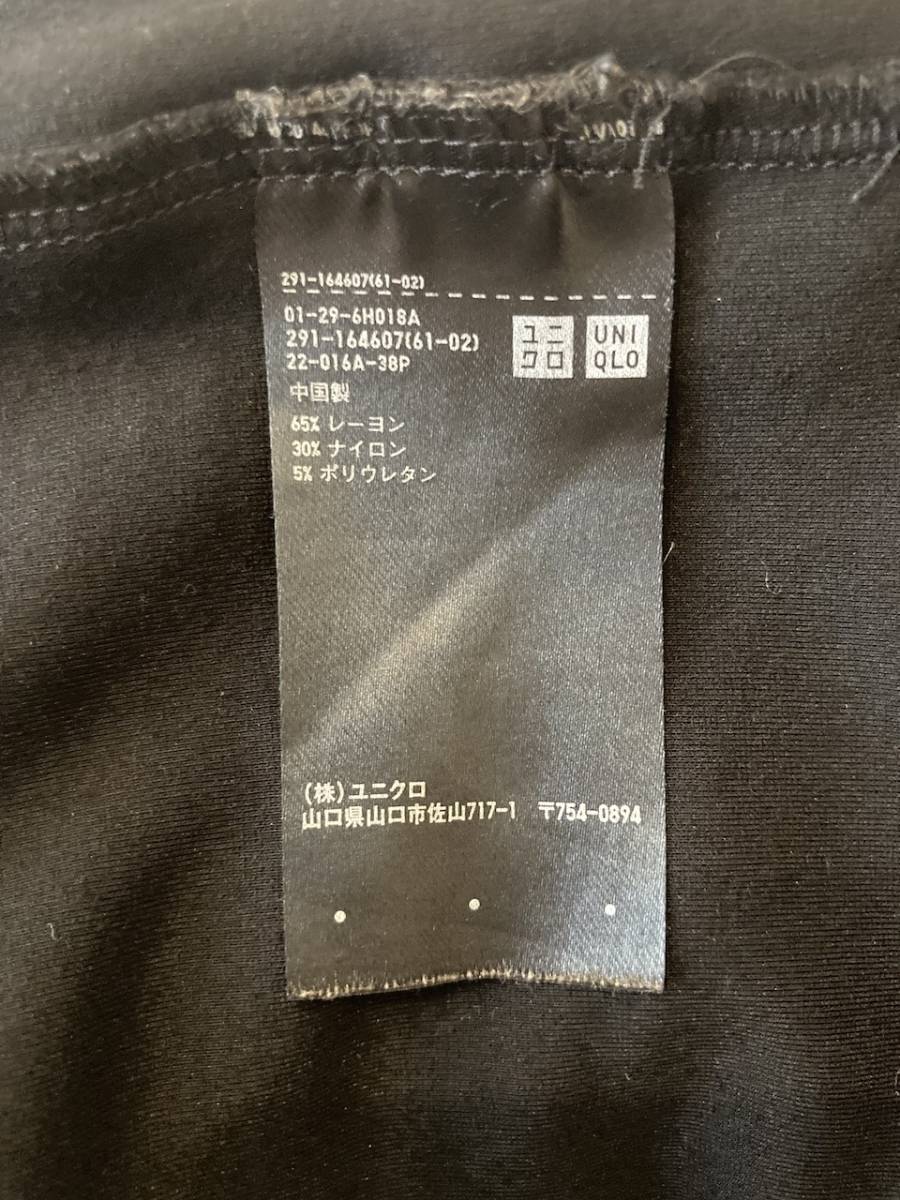 291-164607(61-02)
01-29-6H018A
291-164607(61-02)
22-016A-38P
ユニ
クロ
UNI
QLO
中国製
65% レーヨン
30% ナイロン
5% ポリウレタン
(株)ユニクロ
山口県山口市佐山717-1 〒754-0894